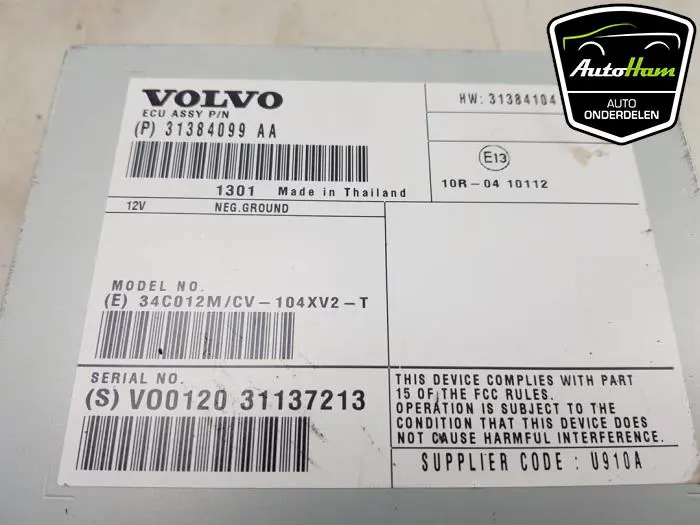 VOLVO
ECU ASSY P/N
(P) 31384099 AA
1301 Made in Thailand
HW: 31384104
E13
10R-04 10112
12V NEG.GROUND
MODEL NO.
(E) 34C012M/CV-104XV2-T
SERIAL NO.
(S) VO0120 31137213
THIS DEVICE COMPLIES WITH PART
15 OF THE FCC RULES.
OPERATION IS SUBJECT TO THE
CONDITION THAT THIS DEVICE DOES
NOT CAUSE HARMFUL INTERFERENCE.
SUPPLIER CODE : U910A
AutoHam
AUTO
ONDERDELEN